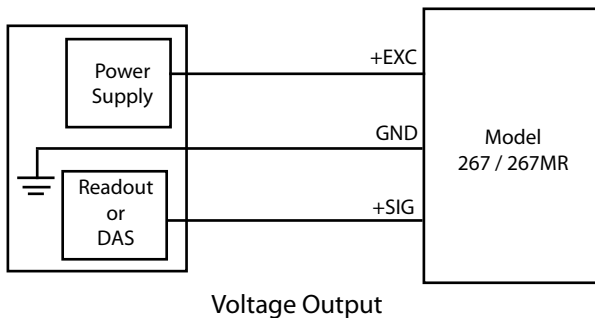 Power
Supply
+EXC
GND
Model
267 / 267MR
Readout
or
DAS
+SIG
Voltage Output